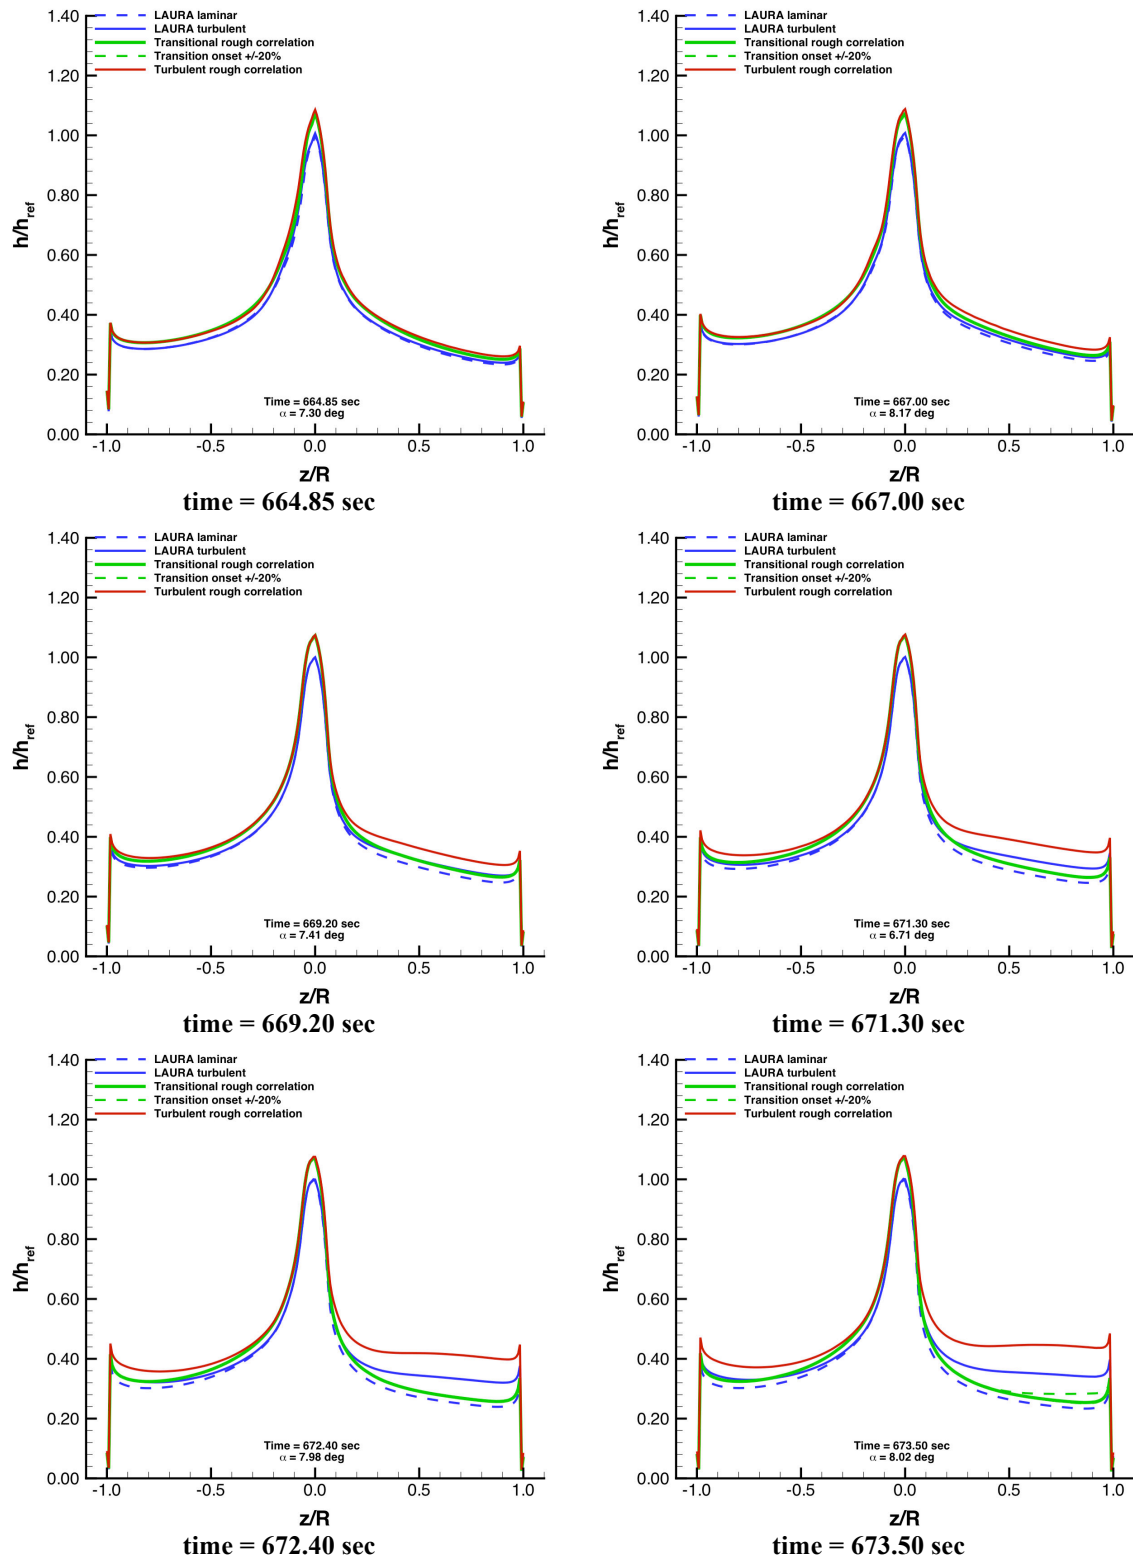 LAURA laminar
LAURA turbulent
Transitional rough correlation
Transition onset +/-20%
Turbulent rough correlation
1.40
1.20
1.00
0.80
0.60
0.40
0.20
0.00
h/href
Time = 664.85 sec
α = 7.30 deg
-1.0 -0.5 0.0 0.5 1.0
z/R
time = 664.85 sec
LAURA laminar
LAURA turbulent
Transitional rough correlation
Transition onset +/-20%
Turbulent rough correlation
1.40
1.20
1.00
0.80
0.60
0.40
0.20
0.00
h/href
Time = 667.00 sec
α = 8.17 deg
-1.0 -0.5 0.0 0.5 1.0
z/R
time = 667.00 sec
LAURA laminar
LAURA turbulent
Transitional rough correlation
Transition onset +/-20%
Turbulent rough correlation
1.40
1.20
1.00
0.80
0.60
0.40
0.20
0.00
h/href
Time = 669.20 sec
α = 7.41 deg
-1.0 -0.5 0.0 0.5 1.0
z/R
time = 669.20 sec
LAURA laminar
LAURA turbulent
Transitional rough correlation
Transition onset +/-20%
Turbulent rough correlation
1.40
1.20
1.00
0.80
0.60
0.40
0.20
0.00
h/href
Time = 671.30 sec
α = 6.71 deg
-1.0 -0.5 0.0 0.5 1.0
z/R
time = 671.30 sec
LAURA laminar
LAURA turbulent
Transitional rough correlation
Transition onset +/-20%
Turbulent rough correlation
1.40
1.20
1.00
0.80
0.60
0.40
0.20
0.00
h/href
Time = 672.40 sec
α = 7.98 deg
-1.0 -0.5 0.0 0.5 1.0
z/R
time = 672.40 sec
LAURA laminar
LAURA turbulent
Transitional rough correlation
Transition onset +/-20%
Turbulent rough correlation
1.40
1.20
1.00
0.80
0.60
0.40
0.20
0.00
h/href
Time = 673.50 sec
α = 8.02 deg
-1.0 -0.5 0.0 0.5 1.0
z/R
time = 673.50 sec